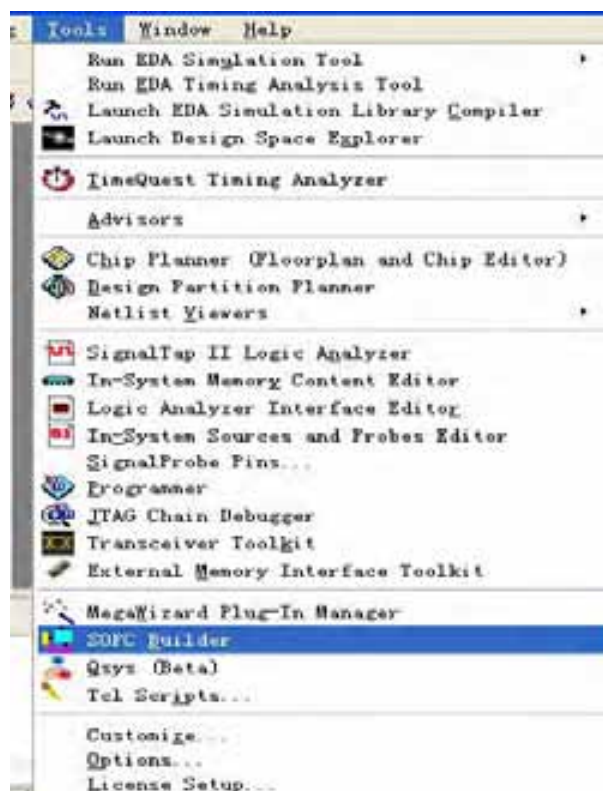 Tools Window Help
Run EDA Simulation Tool
Run EDA Timing Analysis Tool
Launch EDA Simulation Library Compiler
Launch Design Space Explorer
TimeQuest Timing Analyzer
Advisors
Chip Planner (Floorplan and Chip Editor)
Design Partition Planner
Netlist Viewers
SignalTap II Logic Analyzer
In-System Memory Content Editor
Logic Analyzer Interface Editor
In-System Sources and Probes Editor
SignalProbe Pins...
Programmer
JTAG Chain Debugger
Transceiver Toolkit
External Memory Interface Toolkit
MegaWizard Plug-In Manager
SOPC Builder
Qsys (Beta)
Tcl Scripts...
Customize...
Options...
License Setup...